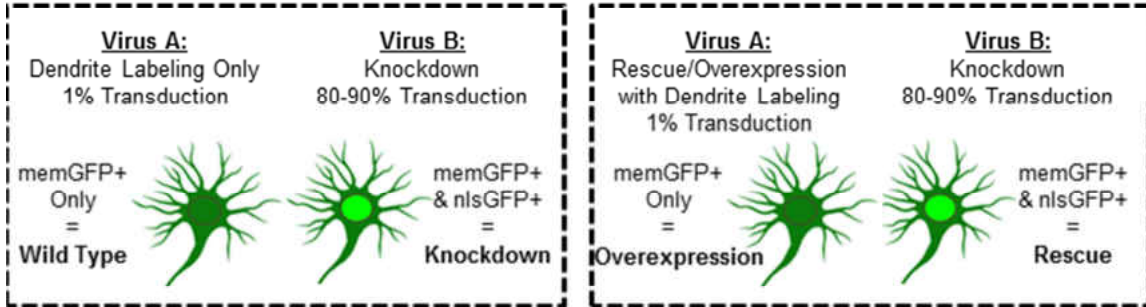 Virus A:
Dendrite Labeling Only
1% Transduction
Virus B:
Knockdown
80-90% Transduction
memGFP+
Only
=
Wild Type
memGFP+
& nlsGFP+
=
Knockdown
Virus A:
Rescue/Overexpression
with Dendrite Labeling
1% Transduction
Virus B:
Knockdown
80-90% Transduction
memGFP+
Only
=
Overexpression
memGFP+
& nlsGFP+
=
Rescue